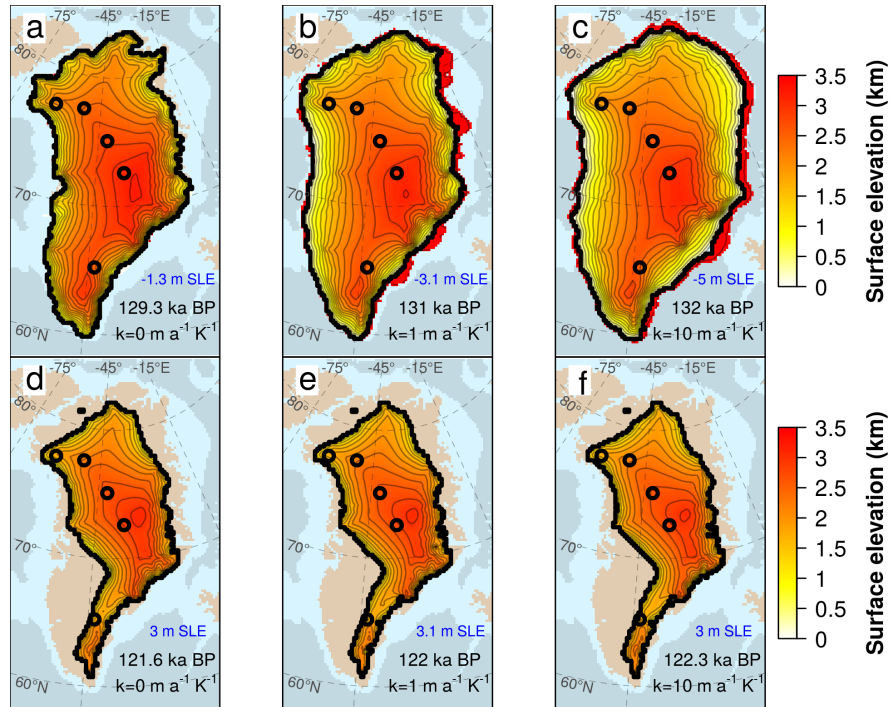 a
-75° -45° -15°E
80°
70°
60°N
-1.3 m SLE
129.3 ka BP
k=0 m a⁻¹ K⁻¹
b
-75° -45° -15°E
80°
70°
60°N
-3.1 m SLE
131 ka BP
k=1 m a⁻¹ K⁻¹
c
-75° -45° -15°E
80°
70°
60°N
-5 m SLE
132 ka BP
k=10 m a⁻¹ K⁻¹
3.5
3
2.5
2
1.5
1
0.5
0
Surface elevation (km)
d
-75° -45° -15°E
80°
70°
60°N
3 m SLE
121.6 ka BP
k=0 m a⁻¹ K⁻¹
e
-75° -45° -15°E
80°
70°
60°N
3.1 m SLE
122 ka BP
k=1 m a⁻¹ K⁻¹
f
-75° -45° -15°E
80°
70°
60°N
3 m SLE
122.3 ka BP
k=10 m a⁻¹ K⁻¹
3.5
3
2.5
2
1.5
1
0.5
0
Surface elevation (km)